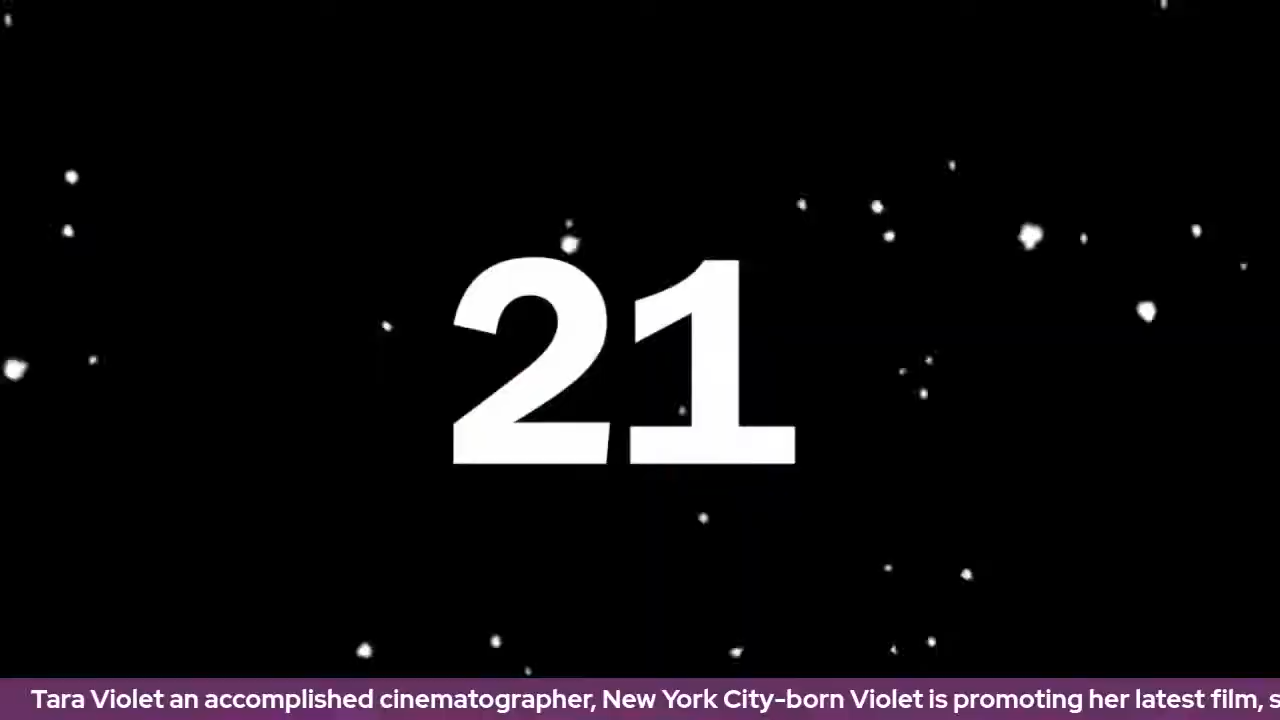 21
Tara Violet an accomplished cinematographer, New York City-born Violet is promoting her latest film, s